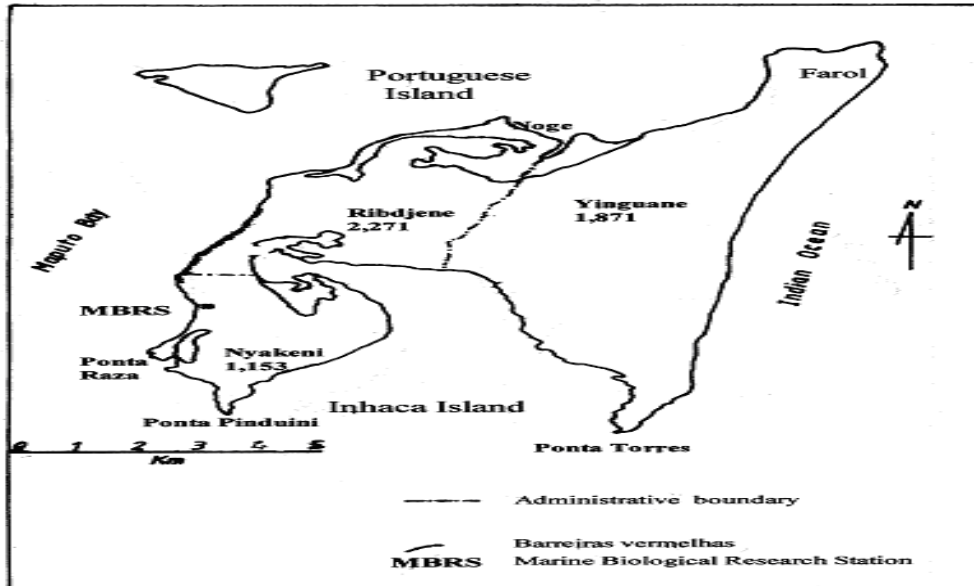 Farol
Portuguese
Island
Noge
Yinguane
1,871
Ribdjene
2,271
N
Maputo Bay
Indian Ocean
MBRS
Nyakeni
1,153
Ponta
Raza
Inhaca Island
Ponta Pinduini
Ponta Torres
0 1 2 3 4 5
Km
Administrative boundary
Barreiras vermelhas
MBRS Marine Biological Research Station